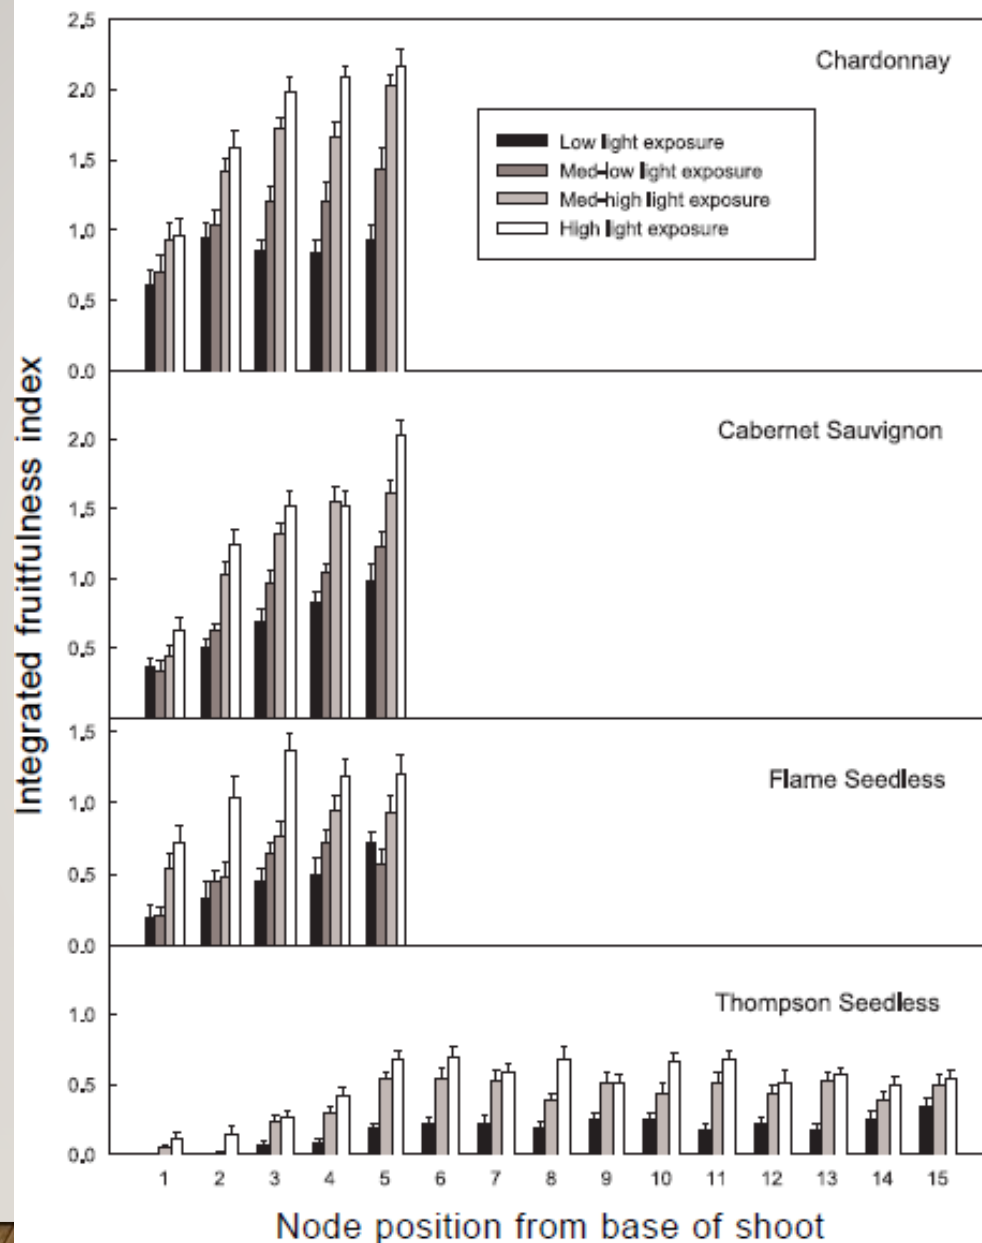 Integrated fruitfulness index
2.5
2.0
1.5
1.0
0.5
0.0
Chardonnay
Low light exposure
Med-low light exposure
Med-high light exposure
High light exposure
2.0
1.5
1.0
0.5
Cabernet Sauvignon
1.5
1.0
0.5
0.0
Flame Seedless
1.0
0.5
0.0
Thompson Seedless
1 2 3 4 5 6 7 8 9 10 11 12 13 14 15
Node position from base of shoot